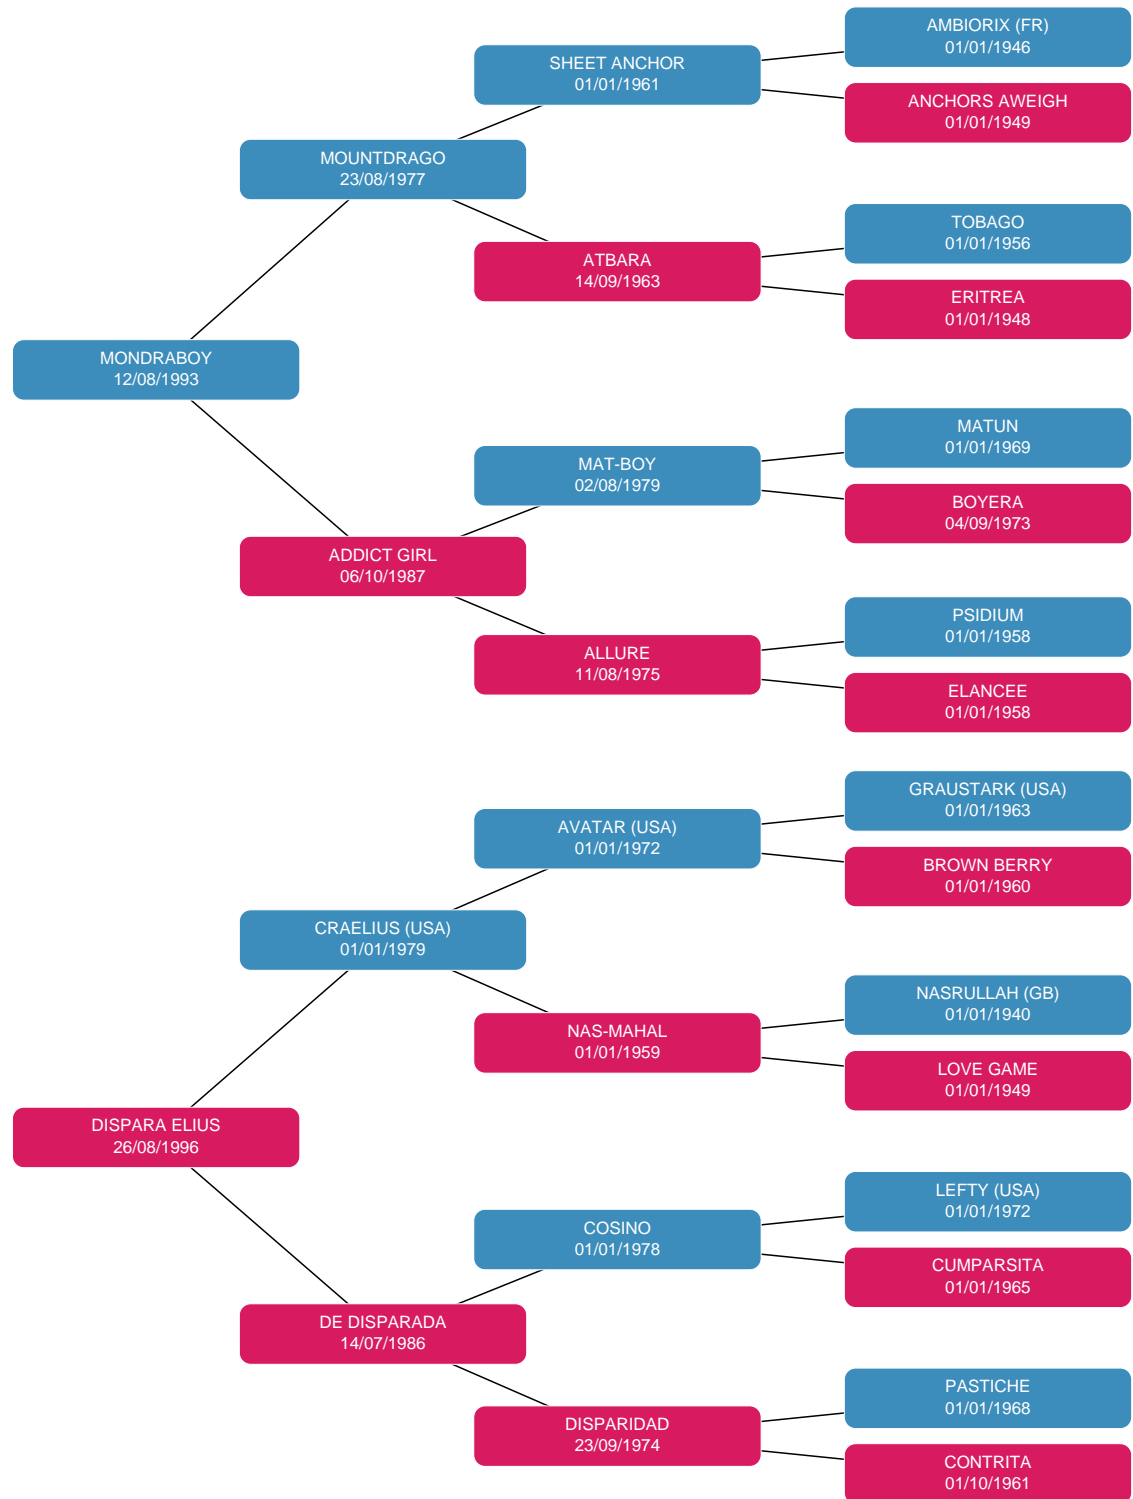 AMBIORIX (FR)
01/01/1946
SHEET ANCHOR
01/01/1961
ANCHORS AWEIGH
01/01/1949
MOUNTDRAGO
23/08/1977
TOBAGO
01/01/1956
ATBARA
14/09/1963
ERITREA
01/01/1948
MONDRABOY
12/08/1993
MATUN
01/01/1969
MAT-BOY
02/08/1979
BOYERA
04/09/1973
ADDICT GIRL
06/10/1987
PSIDIUM
01/01/1958
ALLURE
11/08/1975
ELANCEE
01/01/1958
GRAUSTARK (USA)
01/01/1963
AVATAR (USA)
01/01/1972
BROWN BERRY
01/01/1960
CRAELIUS (USA)
01/01/1979
NASRULLAH (GB)
01/01/1940
NAS-MAHAL
01/01/1959
LOVE GAME
01/01/1949
DISPARA ELIUS
26/08/1996
LEFTY (USA)
01/01/1972
COSINO
01/01/1978
CUMPARSITA
01/01/1965
DE DISPARADA
14/07/1986
PASTICHE
01/01/1968
DISPARIDAD
23/09/1974
CONTRITA
01/10/1961